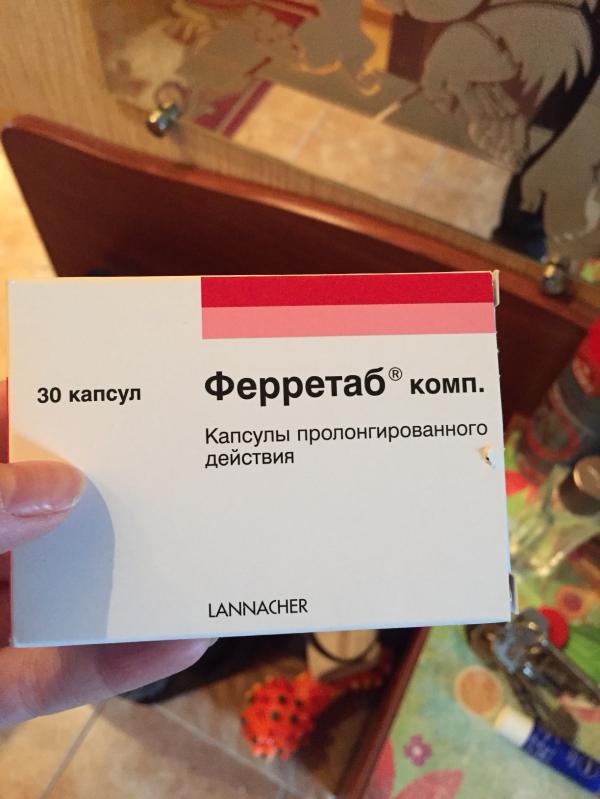 30 капсул
Ферретаб® комп.
Капсулы пролонгированного
действия
LANNACHER